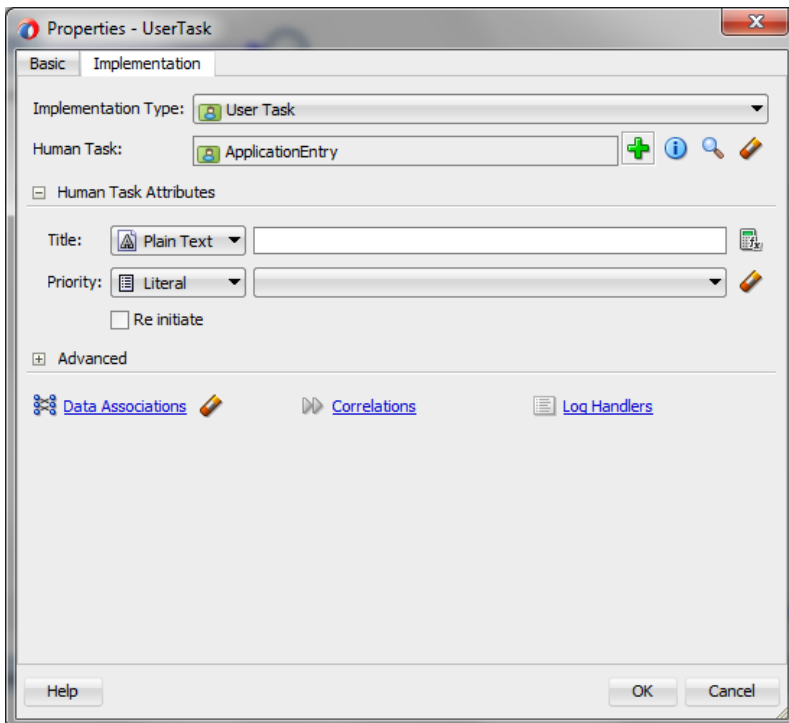 Properties - UserTask
Basic Implementation
Implementation Type: User Task
Human Task: ApplicationEntry
Human Task Attributes
Title: Plain Text
Priority: Literal
Re initiate
Advanced
Data Associations Correlations Log Handlers
Help OK Cancel